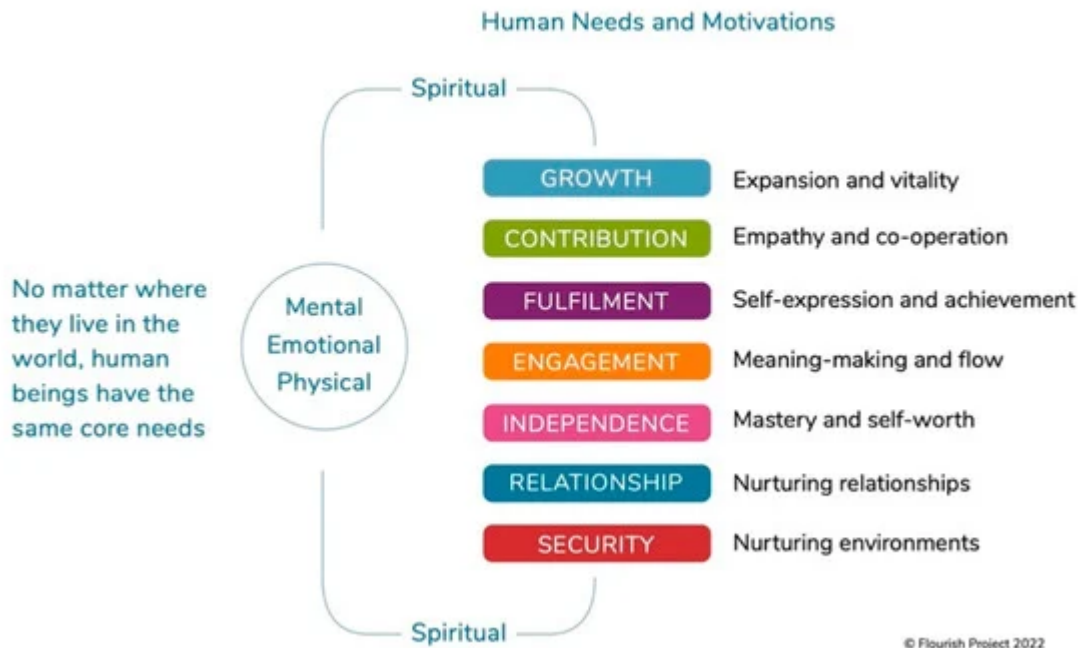 Human Needs and Motivations
Spiritual
No matter where
they live in the
world, human
beings have the
same core needs
Mental
Emotional
Physical
GROWTH Expansion and vitality
CONTRIBUTION Empathy and co-operation
FULFILMENT Self-expression and achievement
ENGAGEMENT Meaning-making and flow
INDEPENDENCE Mastery and self-worth
RELATIONSHIP Nurturing relationships
SECURITY Nurturing environments
Spiritual
© Flourish Project 2022